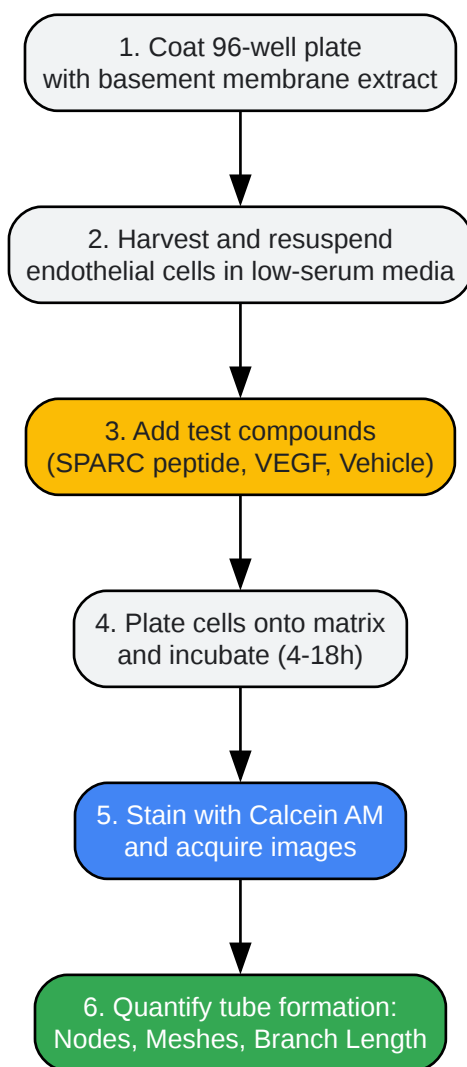 1. Coat 96-well plate
with basement membrane extract
2. Harvest and resuspend
endothelial cells in low-serum media
3. Add test compounds
(SPARC peptide, VEGF, Vehicle)
4. Plate cells onto matrix
and incubate (4-18h)
5. Stain with Calcein AM
and acquire images
6. Quantify tube formation:
Nodes, Meshes, Branch Length